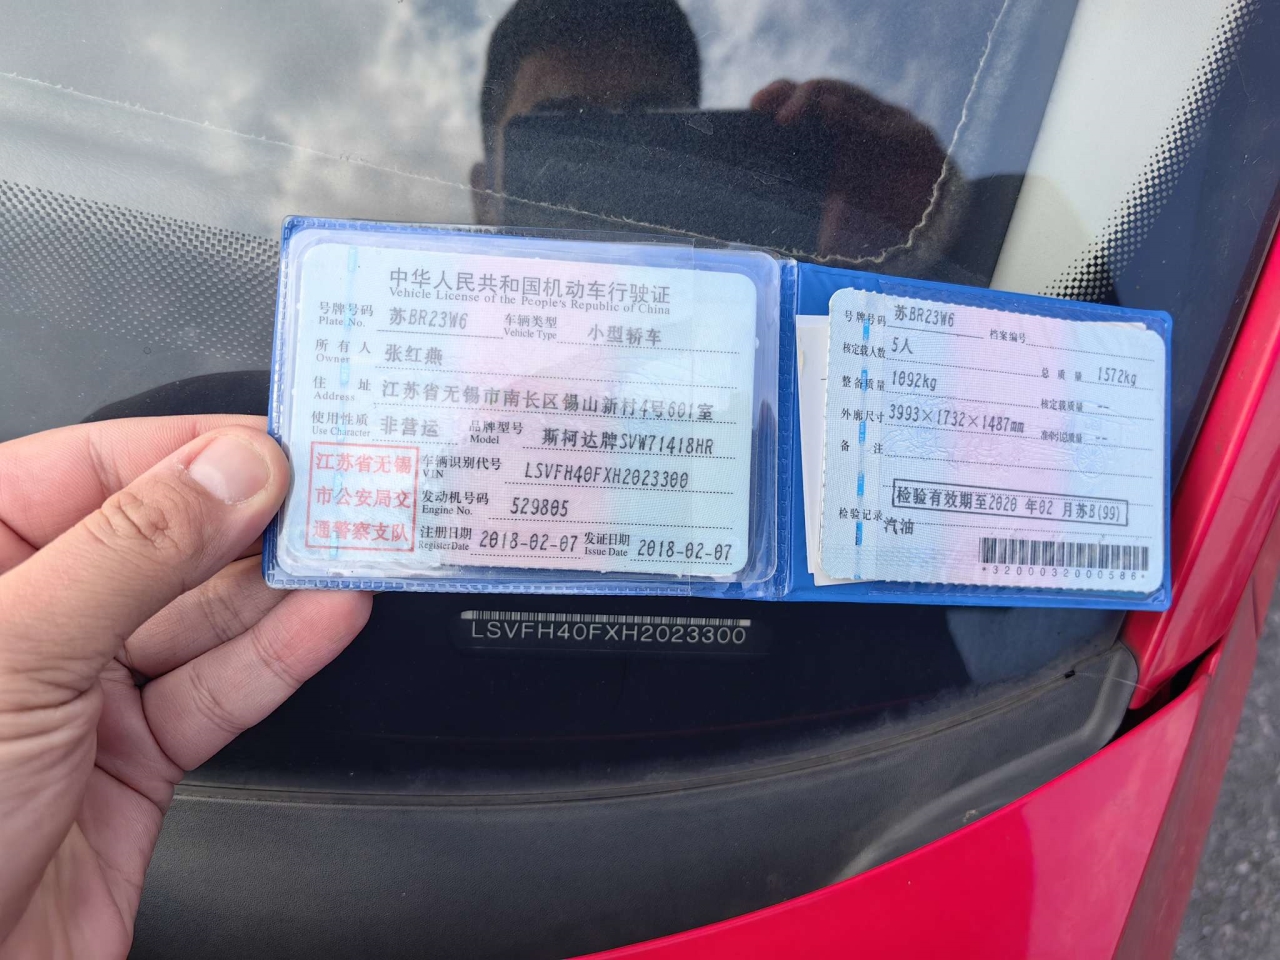 中华人民共和国机动车行驶证
Vehicle License of the People's Republic of China
号牌号码 苏BR23W6 车辆类型 小型轿车
Plate No. Vehicle Type
所有人 张红燕
Owner
住址 江苏省无锡市南长区锡山新村4号601室
Address
使用性质 非营运 品牌型号 斯柯达牌SVW71418HR
Use Character Model
江苏省无锡
市公安局交
通警察支队
车辆识别代号 LSVFH40FXH2023300
VIN
发动机号码 529805
Engine No.
注册日期 2018-02-07 发证日期 2018-02-07
Register Date Issue Date
号牌号码 苏BR23W6 档案编号
核定载人数 5人 总质量 1572kg
整备质量 1092kg 核定载质量 --
外廓尺寸 3993×1732×1487mm 准牵引总质量 --
备注
检验有效期至2020 年02 月苏B(99)
检验记录
汽油
*3200032000586*
LSVFH40FXH2023300